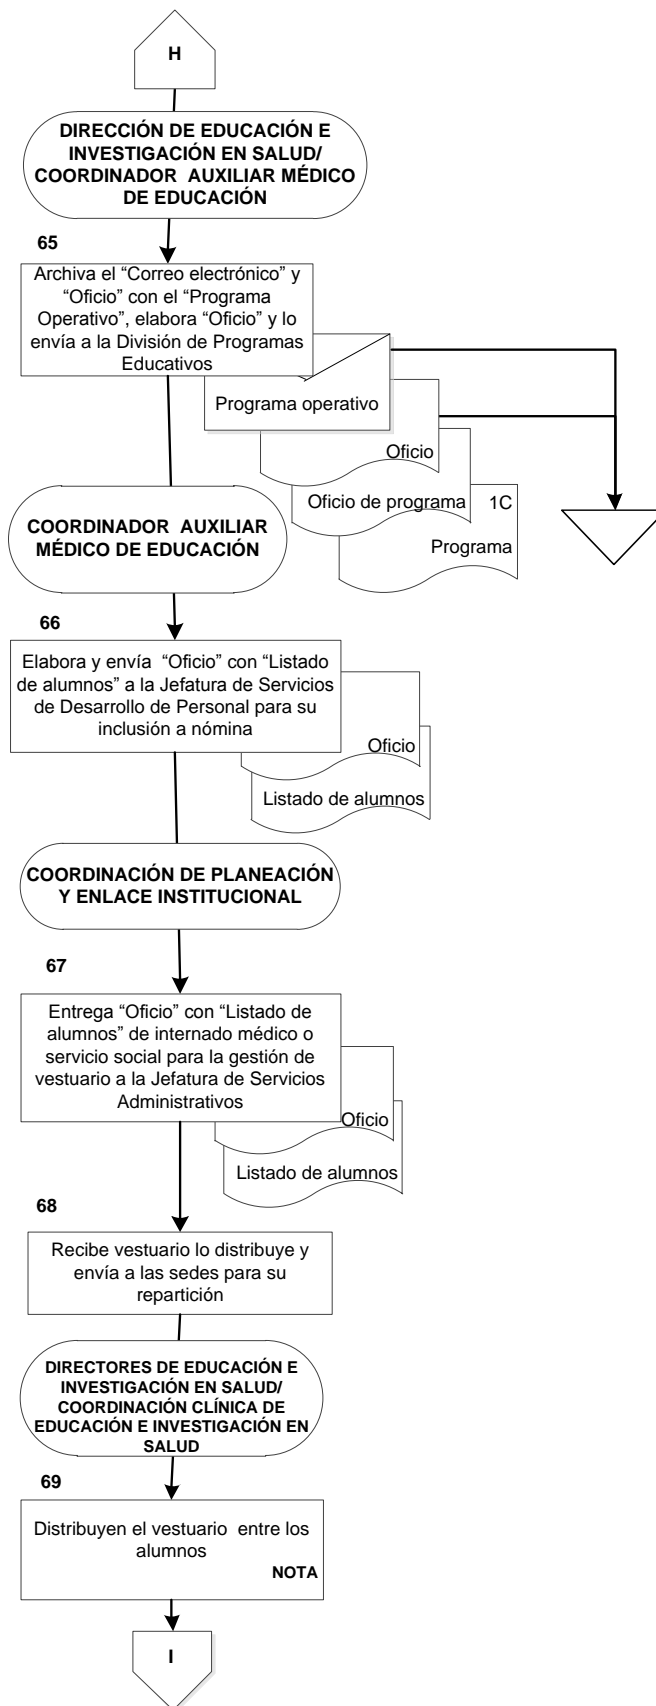 H
DIRECCIÓN DE EDUCACIÓN E
INVESTIGACIÓN EN SALUD/
COORDINADOR AUXILIAR MÉDICO
DE EDUCACIÓN
65
Archiva el “Correo electrónico” y
“Oficio” con el “Programa
Operativo”, elabora “Oficio” y lo
envía a la División de Programas
Educativos
Programa operativo
Oficio
Oficio de programa
1C
Programa
COORDINADOR AUXILIAR
MÉDICO DE EDUCACIÓN
66
Elabora y envía “Oficio” con “Listado
de alumnos” a la Jefatura de Servicios
de Desarrollo de Personal para su
inclusión a nómina
Oficio
Listado de alumnos
COORDINACIÓN DE PLANEACIÓN
Y ENLACE INSTITUCIONAL
67
Entrega “Oficio” con “Listado de
alumnos” de internado médico o
servicio social para la gestión de
vestuario a la Jefatura de Servicios
Administrativos
Oficio
Listado de alumnos
68
Recibe vestuario lo distribuye y
envía a las sedes para su
repartición
DIRECTORES DE EDUCACIÓN E
INVESTIGACIÓN EN SALUD/
COORDINACIÓN CLÍNICA DE
EDUCACIÓN E INVESTIGACIÓN EN
SALUD
69
Distribuyen el vestuario entre los
alumnos
NOTA
I